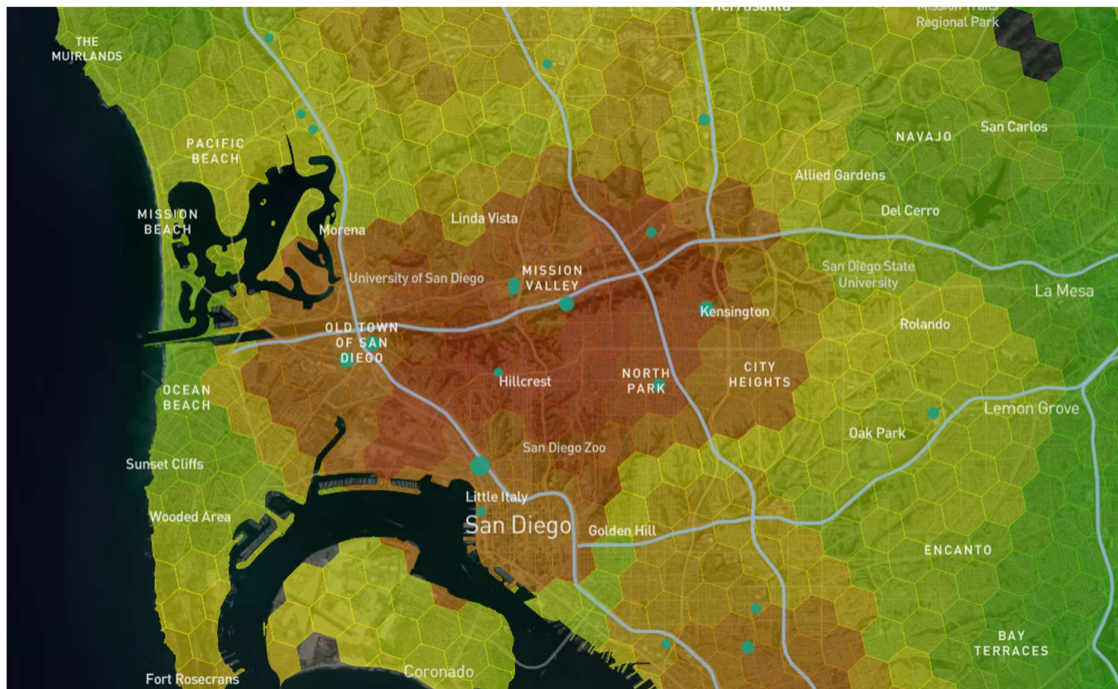 Tierrasanta
Mission Trails
Regional Park
THE
MUIRLANDS
NAVAJO
San Carlos
PACIFIC
BEACH
Allied Gardens
Del Cerro
MISSION
BEACH
Linda Vista
Morena
University of San Diego
MISSION
VALLEY
San Diego State
University
La Mesa
Kensington
Rolando
OLD TOWN
OF SAN
DIEGO
OCEAN
BEACH
Hillcrest
NORTH
PARK
CITY
HEIGHTS
Lemon Grove
Oak Park
San Diego Zoo
Sunset Cliffs
Little Italy
Wooded Area
San Diego
Golden Hill
ENCANTO
BAY
TERRACES
Coronado
Fort Rosecrans